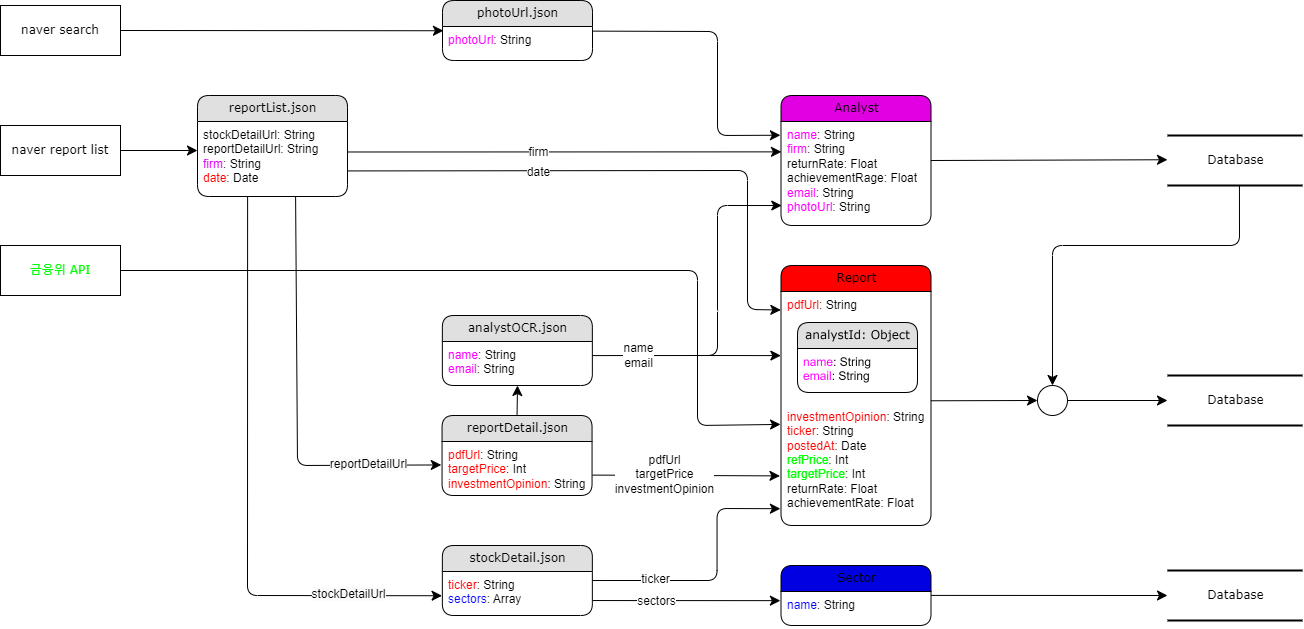 naver search
photoUrl.json
photoUrl: String
reportList.json
stockDetailUrl: String
reportDetailUrl: String
firm: String
date: Date
naver report list
firm
date
Analyst
name: String
firm: String
returnRate: Float
achievementRage: Float
email: String
photoUrl: String
Database
금융위 API
Report
pdfUrl: String
analystId: Object
name: String
email: String
investmentOpinion: String
ticker: String
postedAt: Date
refPrice: Int
targetPrice: Int
returnRate: Float
achievementRate: Float
analystOCR.json
name: String
email: String
name
email
Database
reportDetail.json
pdfUrl: String
targetPrice: Int
investmentOpinion: String
reportDetailUrl
pdfUrl
targetPrice
investmentOpinion
stockDetail.json
ticker: String
sectors: Array
stockDetailUrl
ticker
sectors
Sector
name: String
Database